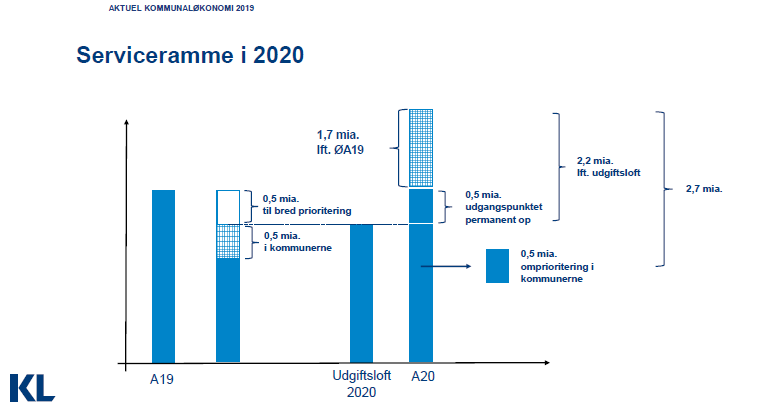 AKTUEL KOMMUNALØKONOMI 2019
Serviceramme i 2020
1,7 mia.
Ift. ØA19
2,2 mia.
Ift. udgiftsloft
2,7 mia.
0,5 mia.
til bred prioritering
0,5 mia.
udgangspunktet
permanent op
0,5 mia.
i kommunerne
0,5 mia.
omprioritering i
kommunerne
A19
Udgiftsloft
2020
A20
KL